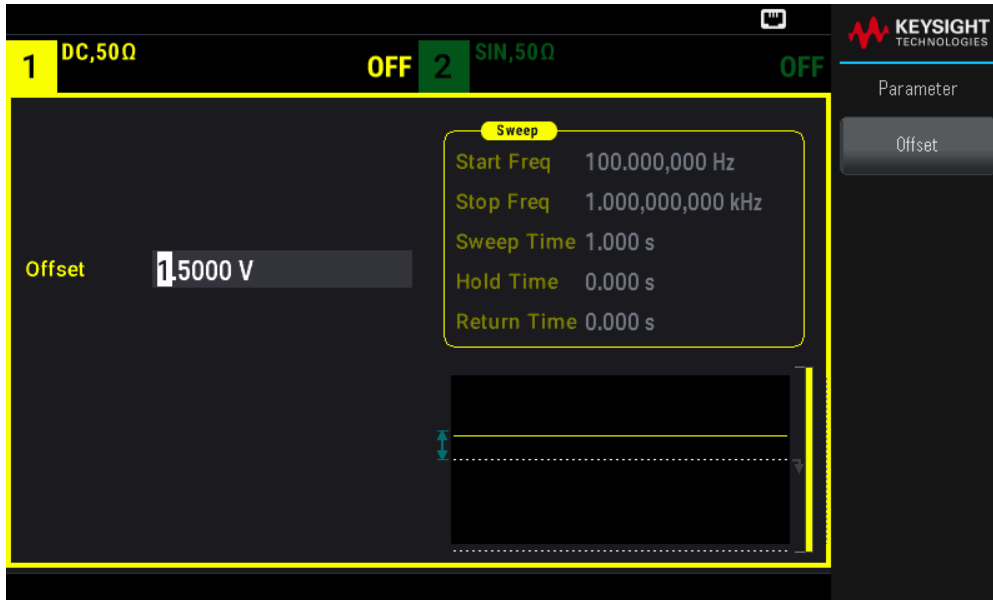 KEYSIGHT
TECHNOLOGIES
1 DC,50Ω OFF 2 SIN,50Ω OFF
Parameter
Offset
Sweep
Start Freq 100.000,000 Hz
Stop Freq 1.000,000,000 kHz
Sweep Time 1.000 s
Offset 1.5000 V
Hold Time 0.000 s
Return Time 0.000 s